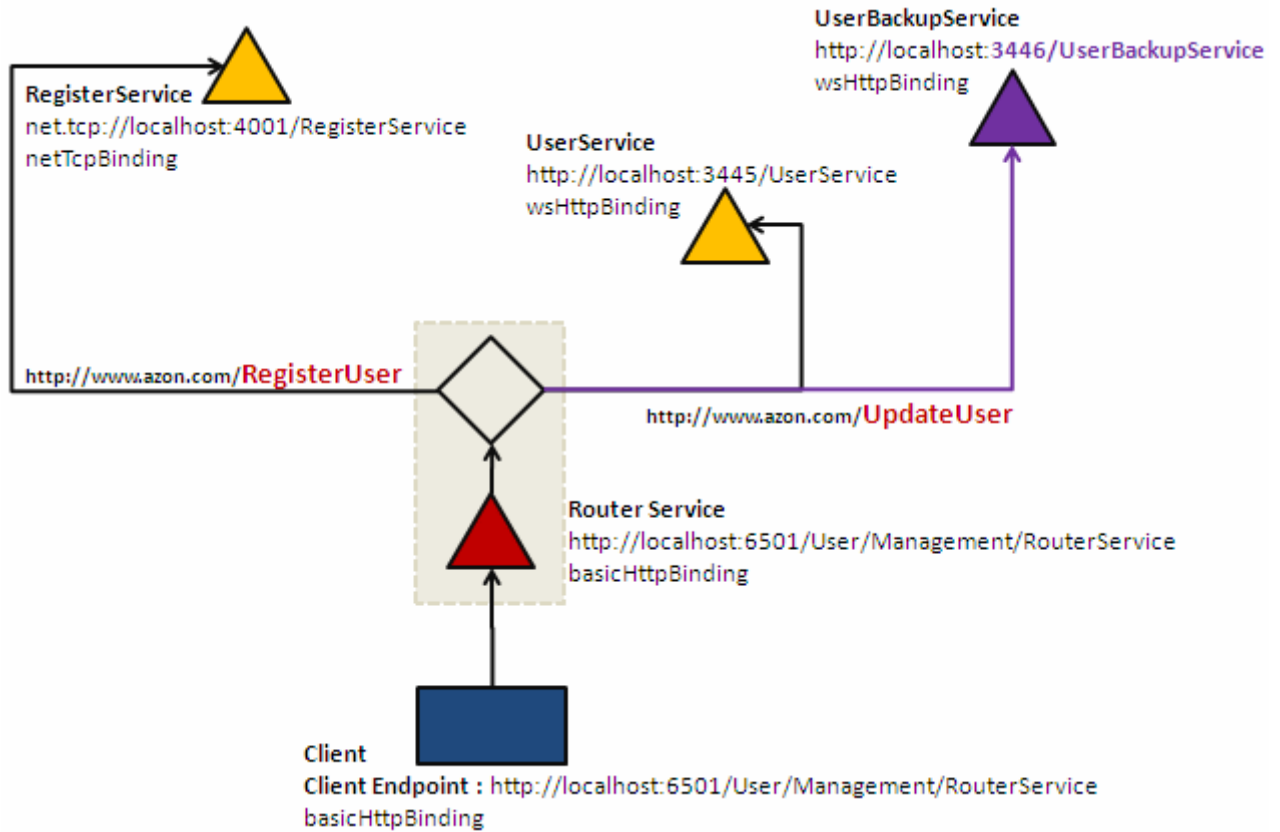 UserBackupService
http://localhost:3446/UserBackupService
wsHttpBinding
RegisterService
net.tcp://localhost:4001/RegisterService
netTcpBinding
UserService
http://localhost:3445/UserService
wsHttpBinding
http://www.azon.com/RegisterUser
http://www.azon.com/UpdateUser
Router Service
http://localhost:6501/User/Management/RouterService
basicHttpBinding
Client
Client Endpoint : http://localhost:6501/User/Management/RouterService
basicHttpBinding